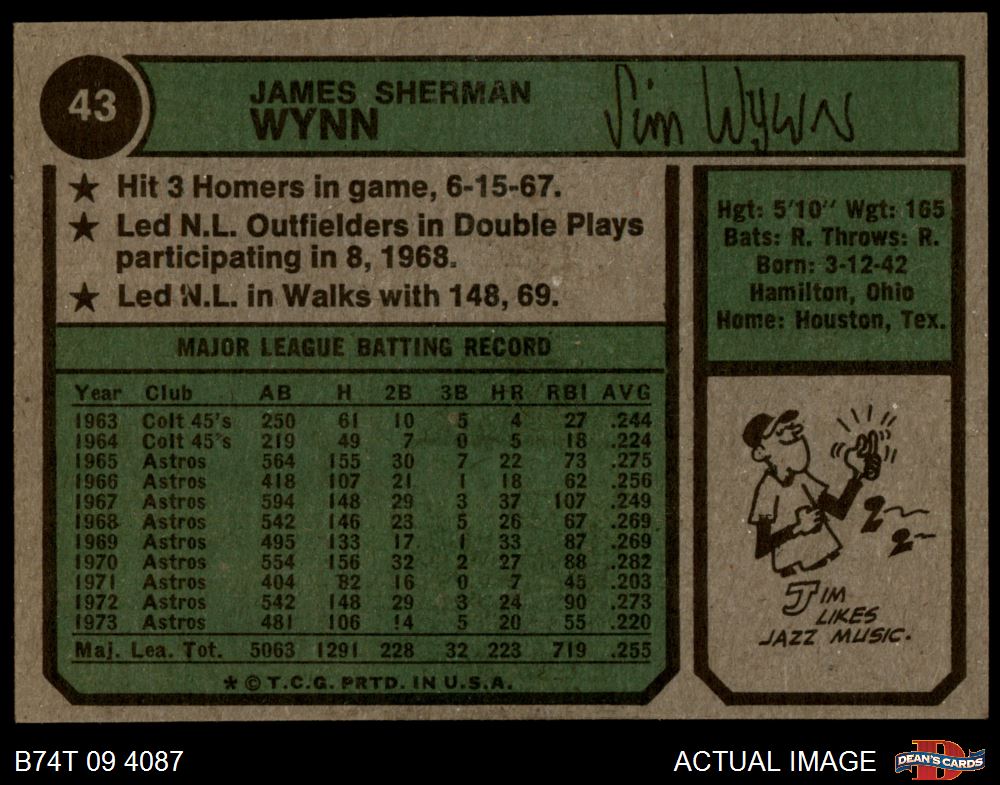 43
JAMES SHERMAN
WYNN
Jim Wynn
★ Hit 3 Homers in game, 6-15-67.
★ Led N.L. Outfielders in Double Plays
participating in 8, 1968.
★ Led N.L. in Walks with 148, 69.
Hgt: 5'10" Wgt: 165
Bats: R. Throws: R.
Born: 3-12-42
Hamilton, Ohio
Home: Houston, Tex.
MAJOR LEAGUE BATTING RECORD
Year Club AB H 2B 3B HR RBI AVG
1963 Colt 45's 250 61 10 5 4 27 .244
1964 Colt 45's 219 49 7 0 5 18 .224
1965 Astros 564 155 30 7 22 73 .275
1966 Astros 418 107 21 1 18 62 .256
1967 Astros 594 148 29 3 37 107 .249
1968 Astros 542 146 23 5 26 67 .269
1969 Astros 495 133 17 1 33 87 .269
1970 Astros 554 156 32 2 27 88 .282
1971 Astros 404 82 16 0 7 45 .203
1972 Astros 542 148 29 3 24 90 .273
1973 Astros 481 106 14 5 20 55 .220
Maj. Lea. Tot. 5063 1291 228 32 223 719 .255
* © T.C.G. PRTD. IN U.S.A.
JIM
LIKES
JAZZ MUSIC.
B74T 09 4087
ACTUAL IMAGE
DEAN'S CARDS